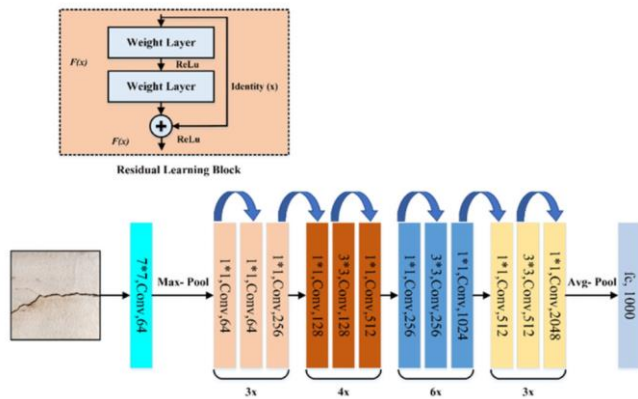 Weight Layer
F(x)
ReLu
Weight Layer
Identity (x)
+
F(x)
ReLu
Residual Learning Block
7*7,Conv,64
Max- Pool
1*1,Conv,64
1*1,Conv,64
1*1,Conv,256
1*1,Conv,128
3*3,Conv,128
1*1,Conv,512
1*1,Conv,256
3*3,Conv,256
1*1,Conv,1024
1*1,Conv,512
3*3,Conv,512
1*1,Conv,2048
Avg- Pool
fc, 1000
3x
4x
6x
3x